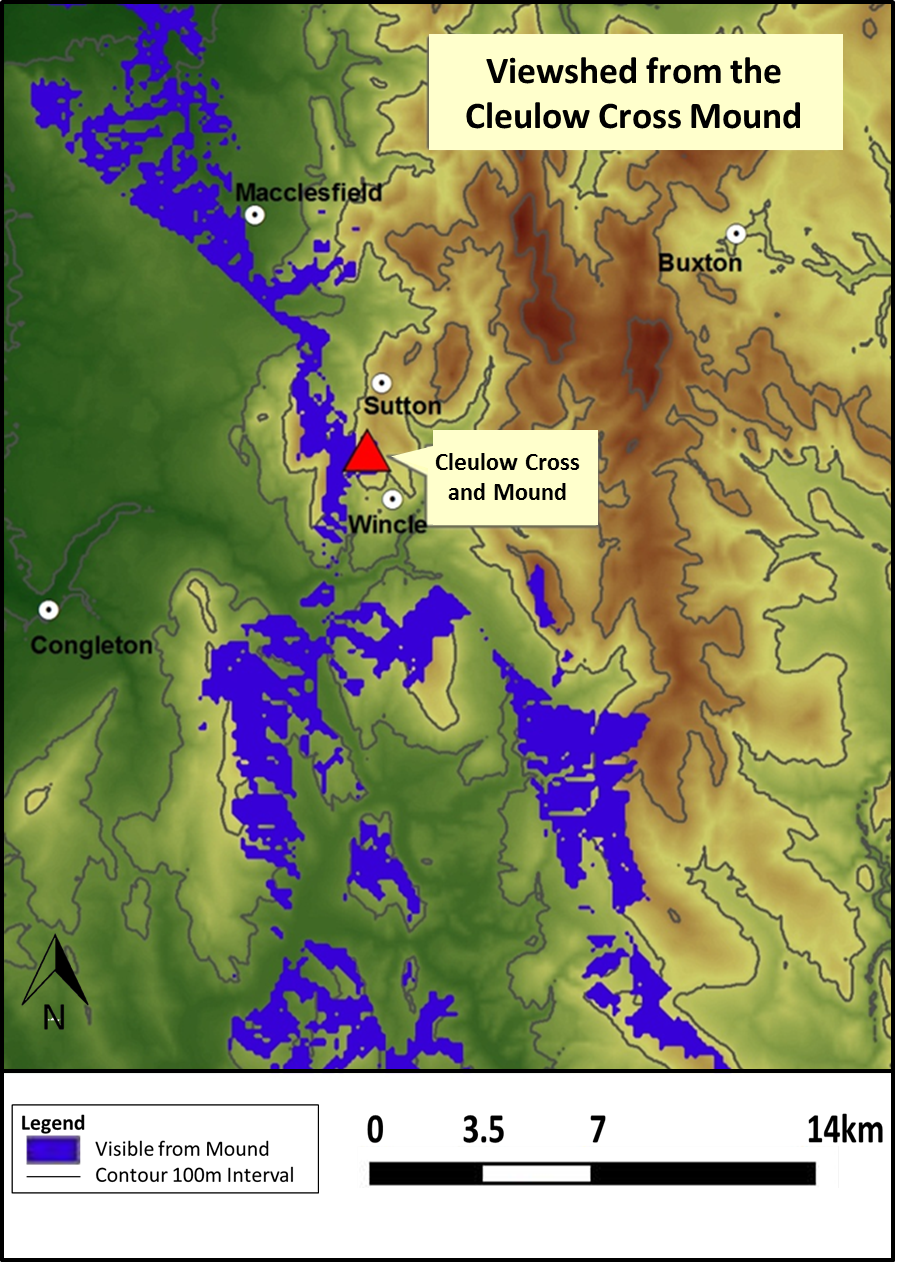 Viewshed from the
Cleulow Cross Mound
Macclesfield
Buxton
Sutton
Cleulow Cross
and Mound
Wincle
Congleton
N
Legend
Visible from Mound
Contour 100m Interval
0 3.5 7 14km